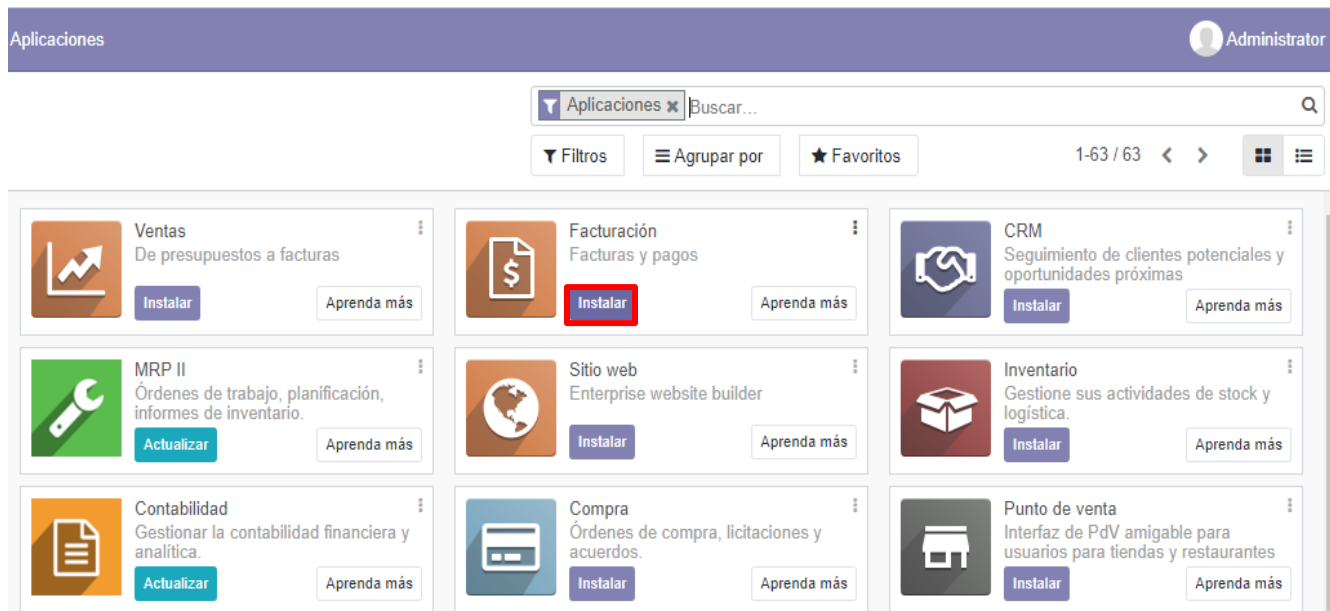 Aplicaciones
Administrator
Aplicaciones
Buscar...
Filtros
Agrupar por
Favoritos
1-63 / 63
Ventas
De presupuestos a facturas
Instalar
Aprenda más
Facturación
Facturas y pagos
Instalar
Aprenda más
CRM
Seguimiento de clientes potenciales y
oportunidades próximas
Instalar
Aprenda más
MRP II
Órdenes de trabajo, planificación,
informes de inventario.
Actualizar
Aprenda más
Sitio web
Enterprise website builder
Instalar
Aprenda más
Inventario
Gestione sus actividades de stock y
logística.
Instalar
Aprenda más
Contabilidad
Gestionar la contabilidad financiera y
analítica.
Actualizar
Aprenda más
Compra
Órdenes de compra, licitaciones y
acuerdos.
Instalar
Aprenda más
Punto de venta
Interfaz de PdV amigable para
usuarios para tiendas y restaurantes
Instalar
Aprenda más